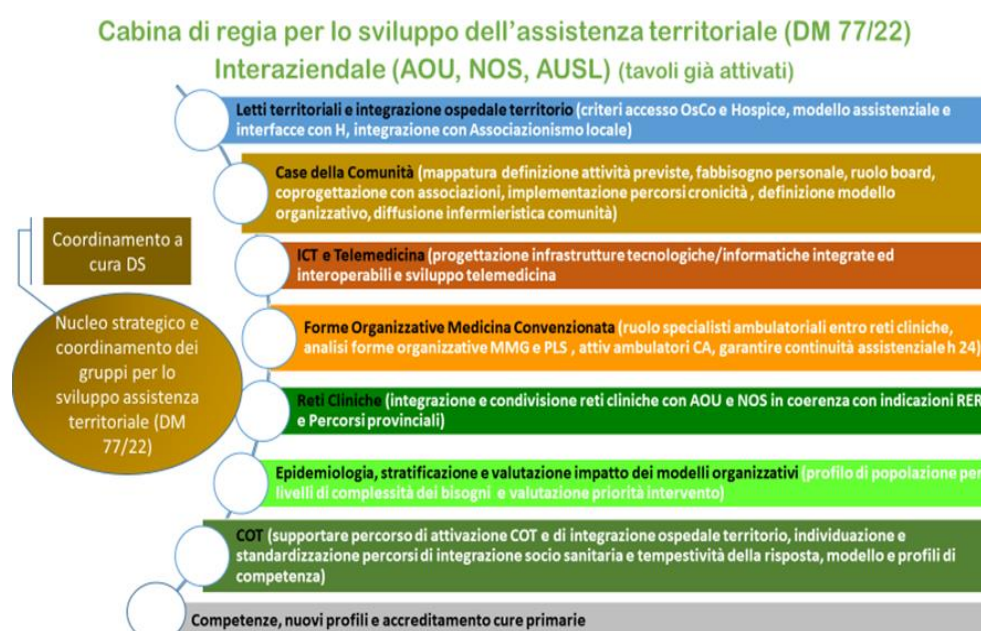 Cabina di regia per lo sviluppo dell'assistenza territoriale (DM 77/22)
Interaziendale (AOU, NOS, AUSL) (tavoli già attivati)
Letti territoriali e integrazione ospedale territorio (criteri accesso OsCo e Hospice, modello assistenziale e
interfacce con H, integrazione con Associazionismo locale)
Case della Comunità (mappatura definizione attività previste, fabbisogno personale, ruolo board,
coprogettazione con associazioni, implementazione percorsi cronicità , definizione modello
organizzativo, diffusione infermieristica comunità)
Coordinamento a
cura DS
ICT e Telemedicina (progettazione infrastrutture tecnologiche/informatiche integrate ed
interoperabili e sviluppo telemedicina
Nucleo strategico e
coordinamento dei
gruppi per lo
sviluppo assistenza
territoriale (DM
77/22)
Forme Organizzative Medicina Convenzionata (ruolo specialisti ambulatoriali entro reti cliniche,
analisi forme organizzative MMG e PLS , attiv ambulatori CA, garantire continuità assistenziale h 24)
Reti Cliniche (integrazione e condivisione reti cliniche con AOU e NOS in coerenza con indicazioni RER
e Percorsi provinciali)
Epidemiologia, stratificazione e valutazione impatto dei modelli organizzativi (profilo di popolazione per
livelli di complessità dei bisogni e valutazione priorità intervento)
COT (supportare percorso di attivazione COT e di integrazione ospedale territorio, individuazione e
standardizzazione percorsi di integrazione socio sanitaria e tempestività della risposta, modello e profili di
competenza)
Competenze, nuovi profili e accreditamento cure primarie